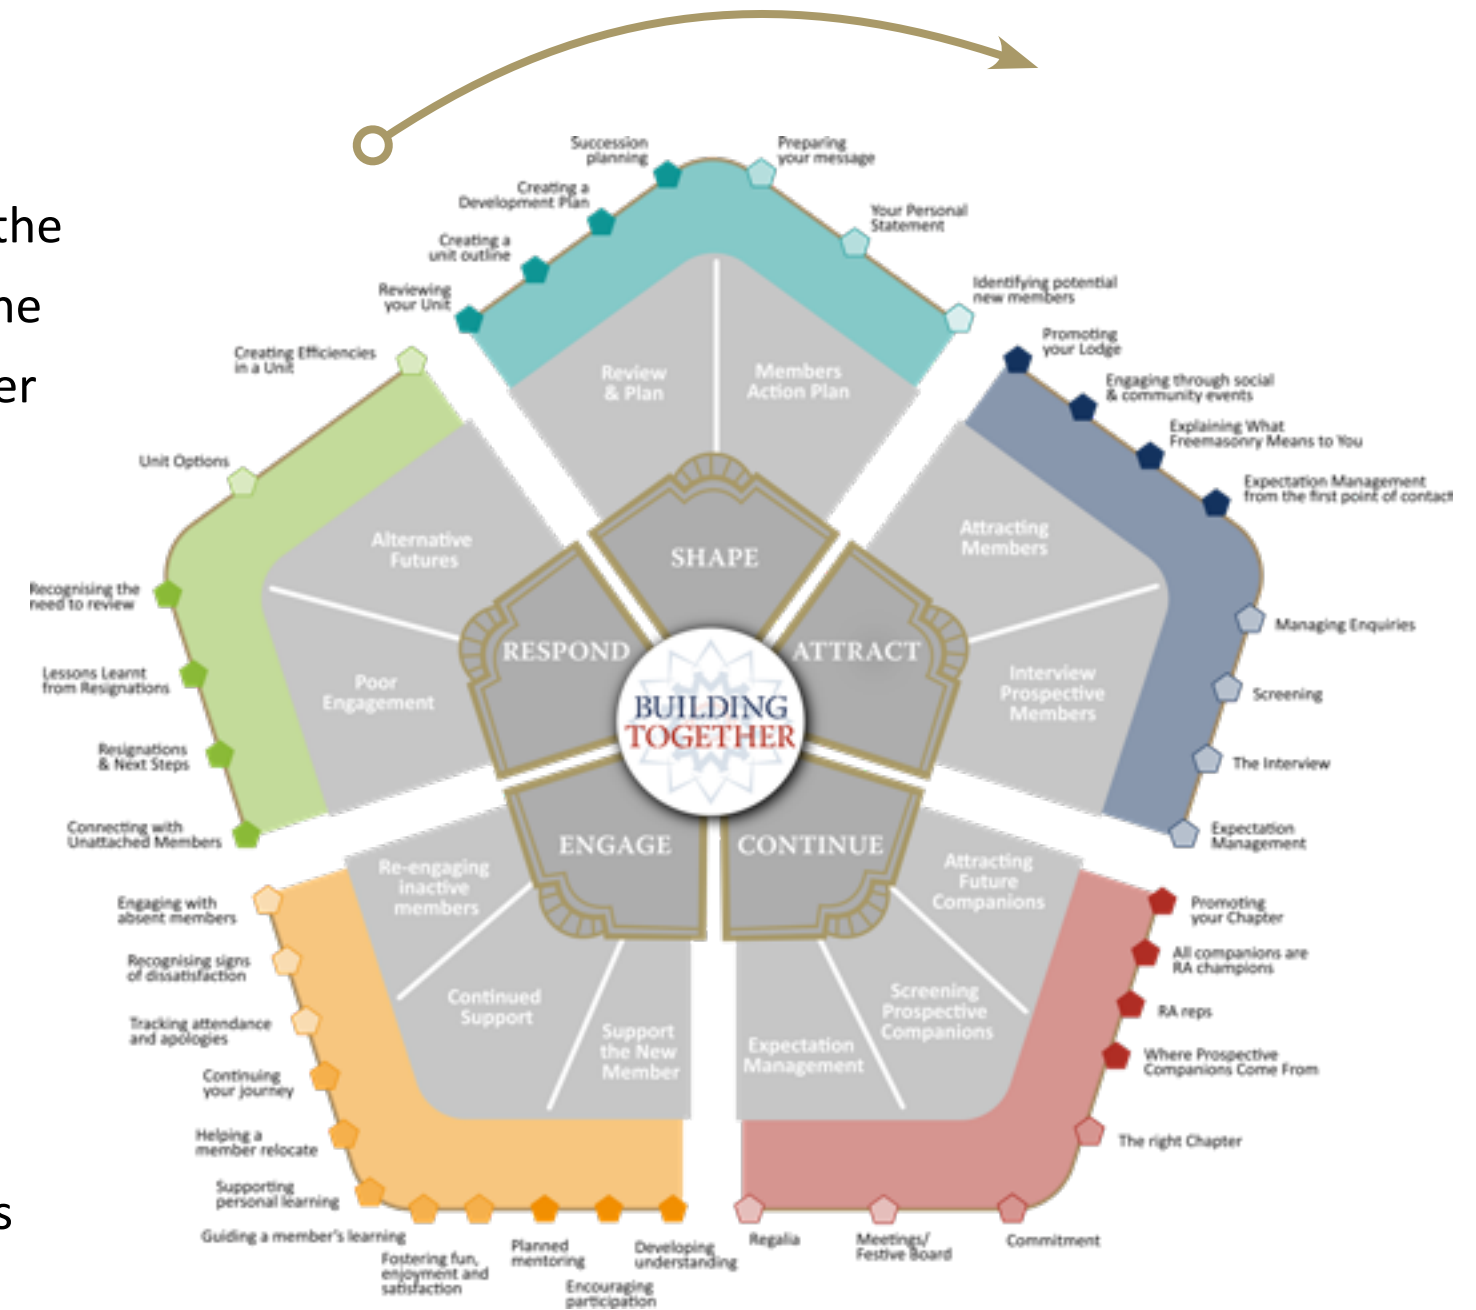 the
ne
er
s
Succession
planning
Creating a
Development Plan
Creating a
unit outline
Reviewing
your Unit
Preparing
your message
Your Personal
Statement
Identifying potential
new members
Review
& Plan
Members
Action Plan
SHAPE
Promoting
your Lodge
Engaging through social
& community events
Explaining What
Freemasonry Means to You
Expectation Management
from the first point of contact
Managing Enquiries
Screening
The Interview
Expectation
Management
Attracting
Members
Interview
Prospective
Members
ATTRACT
Promoting
your Chapter
All companions are
RA champions
RA reps
Where Prospective
Companions Come From
The right Chapter
Commitment
Meetings/
Festive Board
Regalia
Attracting
Future
Companions
Screening
Prospective
Companions
Expectation
Management
CONTINUE
Developing
understanding
Encouraging
participation
Planned
mentoring
Fostering fun,
enjoyment and
satisfaction
Guiding a member's learning
Supporting
personal learning
Helping a
member relocate
Continuing
your journey
Tracking attendance
and apologies
Recognising signs
of dissatisfaction
Engaging with
absent members
Support
the New
Member
Continued
Support
Re-engaging
inactive
members
ENGAGE
Connecting with
Unattached Members
Resignations
& Next Steps
Lessons Learnt
from Resignations
Recognising the
need to review
Unit Options
Creating Efficiencies
in a Unit
Poor
Engagement
Alternative
Futures
RESPOND
BUILDING
TOGETHER